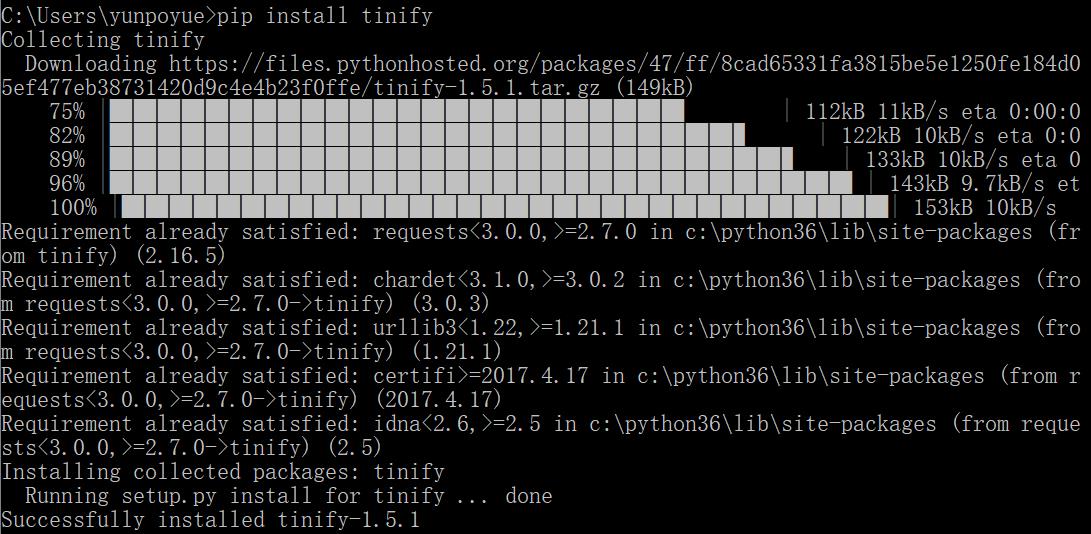 C:\Users\yunpoyue>pip install tinify
Collecting tinify
  Downloading https://files.pythonhosted.org/packages/47/ff/8cad65331fa3815be5e1250fe184d0
5ef477eb38731420d9c4e4b23f0ffe/tinify-1.5.1.tar.gz (149kB)
    75% |████████████████████████        | 112kB 11kB/s eta 0:00:0
    82% |██████████████████████████▌     | 122kB 10kB/s eta 0:0
    89% |████████████████████████████▌   | 133kB 10kB/s eta 0
    96% |███████████████████████████████ | 143kB 9.7kB/s et
    100% |████████████████████████████████| 153kB 10kB/s
Requirement already satisfied: requests<3.0.0,>=2.7.0 in c:\python36\lib\site-packages (fr
om tinify) (2.16.5)
Requirement already satisfied: chardet<3.1.0,>=3.0.2 in c:\python36\lib\site-packages (fro
m requests<3.0.0,>=2.7.0->tinify) (3.0.3)
Requirement already satisfied: urllib3<1.22,>=1.21.1 in c:\python36\lib\site-packages (fro
m requests<3.0.0,>=2.7.0->tinify) (1.21.1)
Requirement already satisfied: certifi>=2017.4.17 in c:\python36\lib\site-packages (from r
equests<3.0.0,>=2.7.0->tinify) (2017.4.17)
Requirement already satisfied: idna<2.6,>=2.5 in c:\python36\lib\site-packages (from reque
sts<3.0.0,>=2.7.0->tinify) (2.5)
Installing collected packages: tinify
  Running setup.py install for tinify ... done
Successfully installed tinify-1.5.1